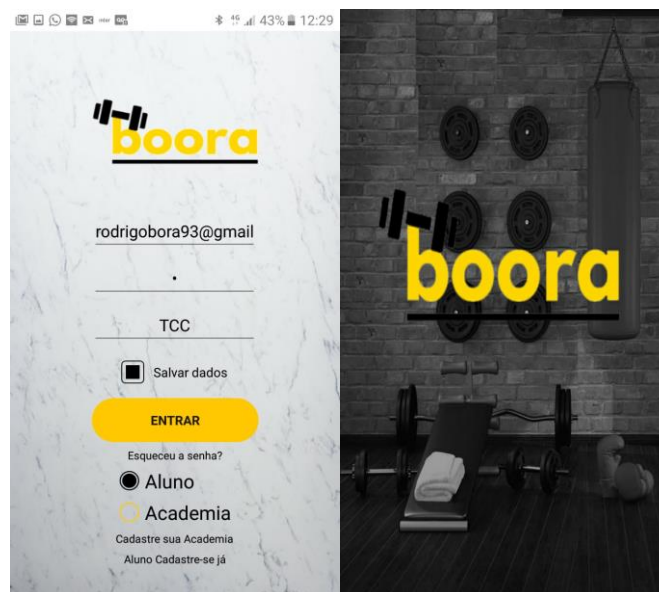 4G 43% 12:29
boora
rodrigobora93@gmail
•
TCC
Salvar dados
ENTRAR
Esqueceu a senha?
Aluno
Academia
Cadastre sua Academia
Aluno Cadastre-se já
boora